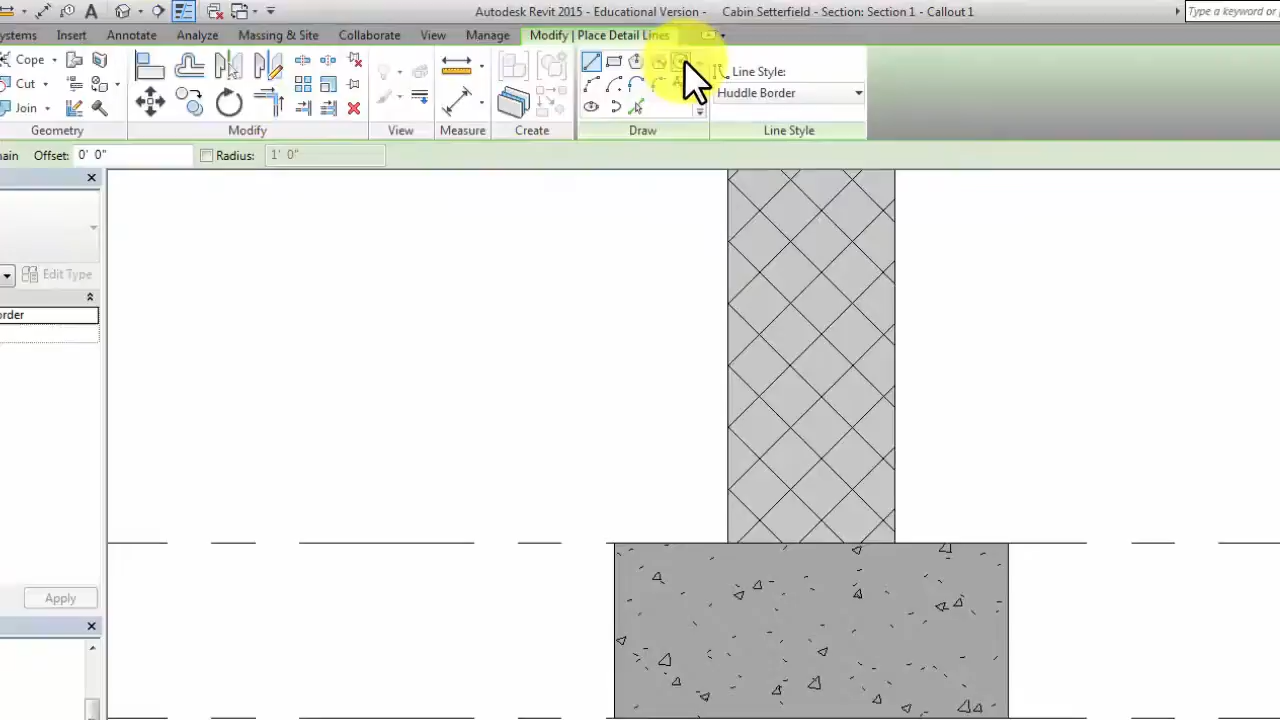 Autodesk Revit 2015 - Educational Version - Cabin Setterfield - Section: Section 1 - Callout 1
Type a keyword or
systems Insert Annotate Analyze Massing & Site Collaborate View Manage Modify | Place Detail Lines
Cope
Cut
Join
Line Style:
Huddle Border
Geometry Modify View Measure Create Draw Line Style
ain Offset: 0' 0" Radius: 1' 0"
Edit Type
order
Apply